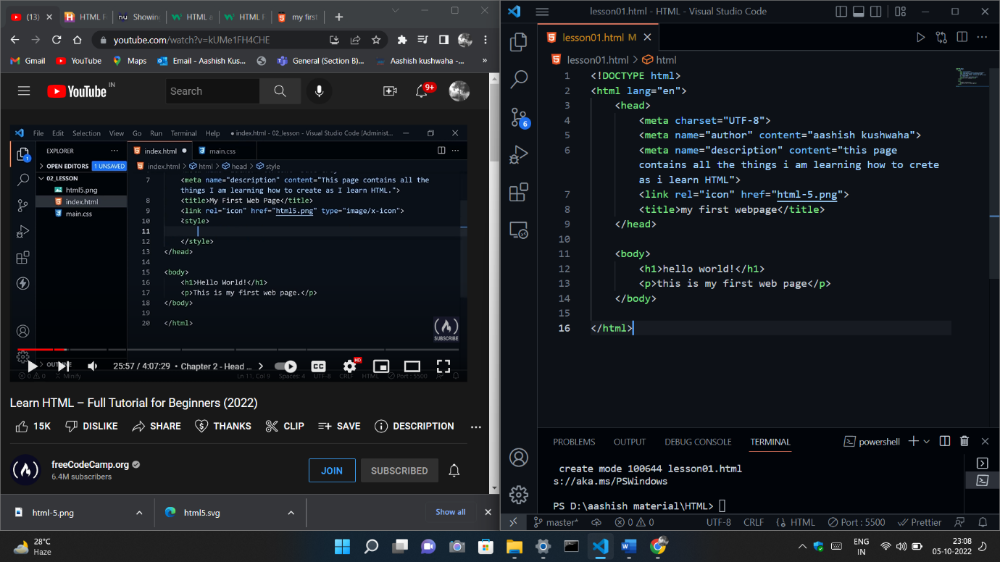 (13)
HTML F
Showin
HTML a
HTML F
my first
youtube.com/watch?v=kUMe1FH4CHE
Gmail
YouTube
Maps
Email - Aashish Kus...
General (Section B)...
Aashish kushwaha -...
»
YouTube IN
Search
9+
File Edit Selection View Go Run Terminal Help
● index.html - 02_lesson - Visual Studio Code [Administ...
EXPLORER
OPEN EDITORS 1 UNSAVED
02_LESSON
html5.png
index.html
main.css
index.html ●
main.css
index.html > html > head > style
7 <meta name="description" content="This page contains all the
things I am learning how to create as I learn HTML.">
8 <title>My First Web Page</title>
9 <link rel="icon" href="html5.png" type="image/x-icon">
10 <style>
11
12 </style>
13 </head>
14
15 <body>
16 <h1>Hello World!</h1>
17 <p>This is my first web page.</p>
18 </body>
19
20 </html>
SUBSCRIBE
25:57 / 4:07:29 • Chapter 2 - Head ...
CC
HD
Ln 11, Col 9 Spaces: 4 UTF-8 CRLF HTML Port : 5500
Learn HTML – Full Tutorial for Beginners (2022)
15K
DISLIKE
SHARE
THANKS
CLIP
SAVE
DESCRIPTION
freeCodeCamp.org
6.4M subscribers
JOIN
SUBSCRIBED
html-5.png
html5.svg
Show all
lesson01.html - HTML - Visual Studio Code
lesson01.html M
lesson01.html > html
6
1 <!DOCTYPE html>
2 <html lang="en">
3 <head>
4 <meta charset="UTF-8">
5 <meta name="author" content="aashish kushwaha">
6 <meta name="description" content="this page
contains all the things i am learning how to crete
as i learn HTML">
7 <link rel="icon" href="html-5.png">
8 <title>my first webpage</title>
9 </head>
10
11 <body>
12 <h1>hello world!</h1>
13 <p>this is my first web page</p>
14 </body>
15
16 </html>
PROBLEMS OUTPUT DEBUG CONSOLE TERMINAL
powershell
create mode 100644 lesson01.html
s://aka.ms/PSWindows
PS D:\aashish material\HTML>
master*
0 0
UTF-8 CRLF HTML Port : 5500 Prettier
28°C
Haze
ENG
IN
23:08
05-10-2022